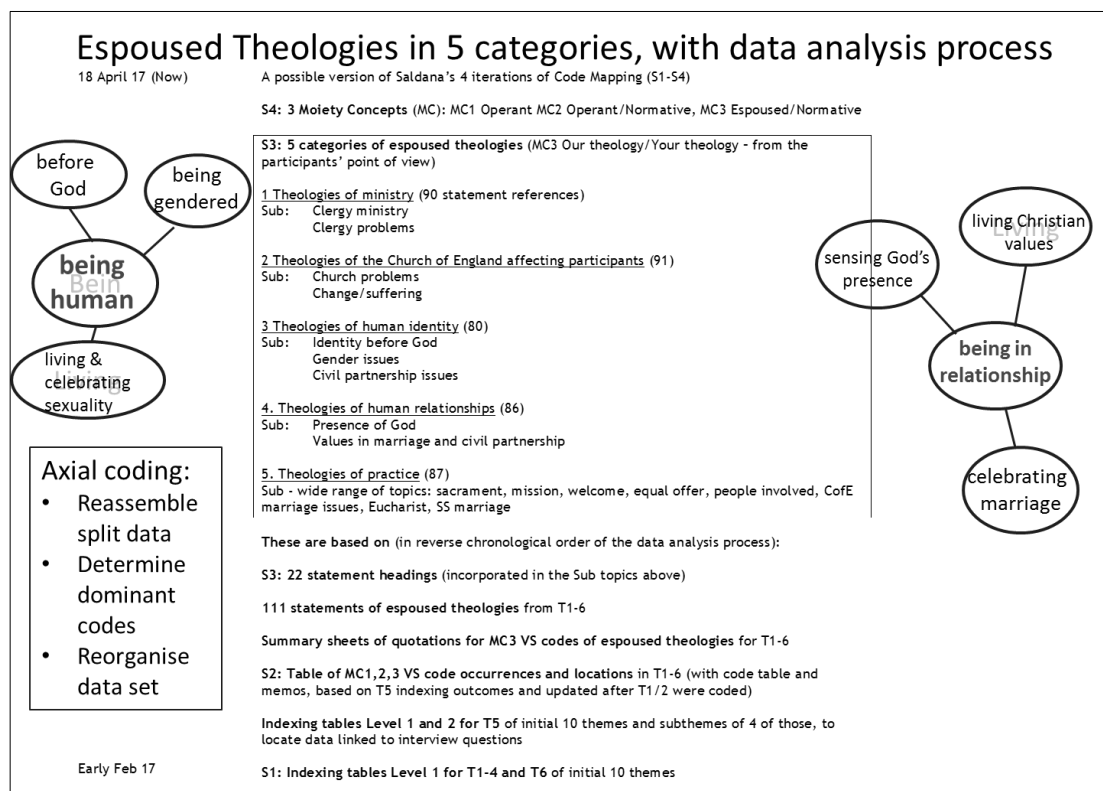 Espoused Theologies in 5 categories, with data analysis process
18 April 17 (Now)
A possible version of Saldana's 4 iterations of Code Mapping (S1-S4)
S4: 3 Moiety Concepts (MC): MC1 Operant MC2 Operant/Normative, MC3 Espoused/Normative
before
God
being
gendered
being
Bein
human
living &
celebrating
Living
sexuality
Axial coding:
• Reassemble
split data
• Determine
dominant
codes
• Reorganise
data set
S3: 5 categories of espoused theologies (MC3 Our theology/Your theology – from the
participants' point of view)
1 Theologies of ministry (90 statement references)
Sub: Clergy ministry
Clergy problems
2 Theologies of the Church of England affecting participants (91)
Sub: Church problems
Change/suffering
3 Theologies of human identity (80)
Sub: Identity before God
Gender issues
Civil partnership issues
4. Theologies of human relationships (86)
Sub: Presence of God
Values in marriage and civil partnership
5. Theologies of practice (87)
Sub - wide range of topics: sacrament, mission, welcome, equal offer, people involved, CofE
marriage issues, Eucharist, SS marriage
These are based on (in reverse chronological order of the data analysis process):
S3: 22 statement headings (incorporated in the Sub topics above)
111 statements of espoused theologies from T1-6
Summary sheets of quotations for MC3 VS codes of espoused theologies for T1-6
S2: Table of MC1,2,3 VS code occurrences and locations in T1-6 (with code table and
memos, based on T5 indexing outcomes and updated after T1/2 were coded)
Indexing tables Level 1 and 2 for T5 of initial 10 themes and subthemes of 4 of those, to
locate data linked to interview questions
Early Feb 17
S1: Indexing tables Level 1 for T1-4 and T6 of initial 10 themes
living Christian
Living
values
sensing God's
presence
being in
relationship
celebrating
marriage